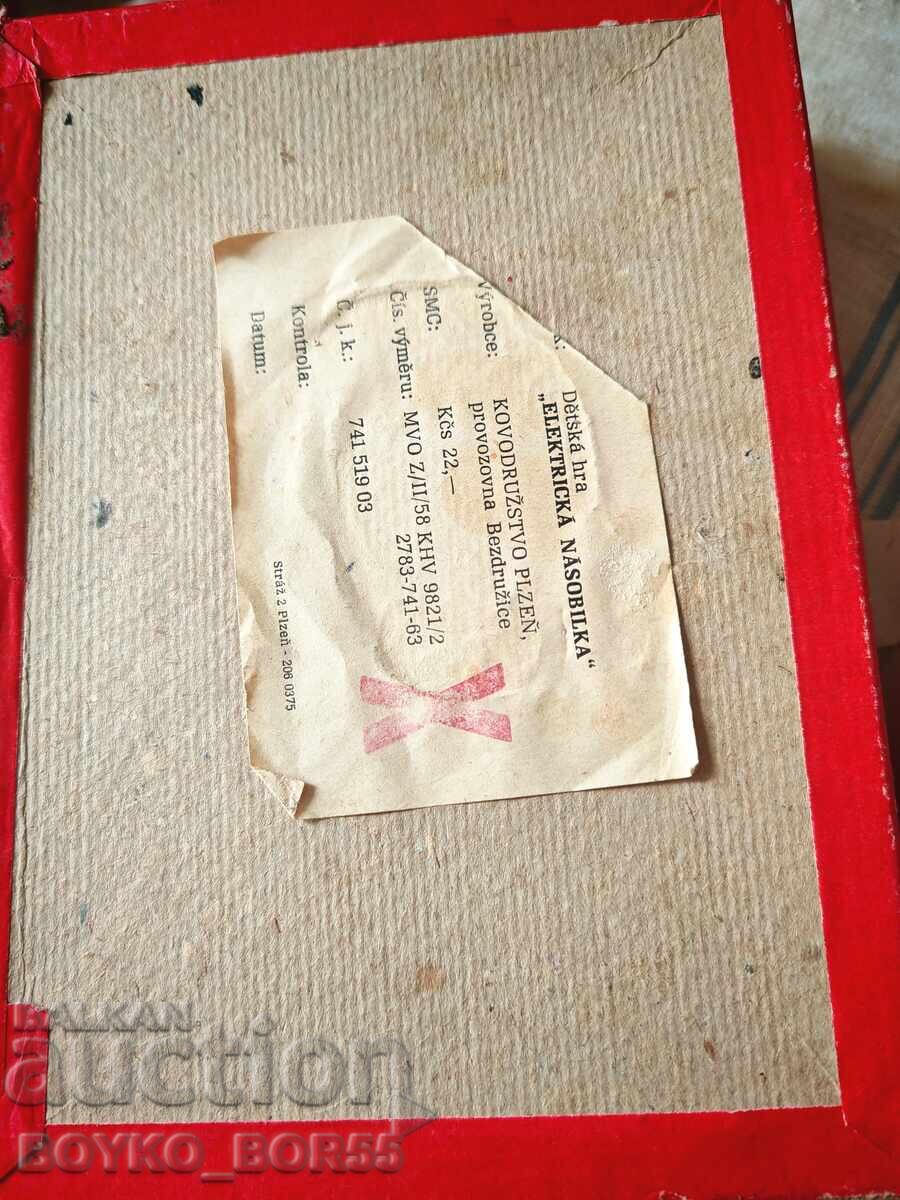 k: Dětská hra
„ELEKTRICKÁ NÁSOBILKA"
Výrobce: KOVODRUŽSTVO PLZEŇ,
provozovna Bezdružice
SMC: Kčs 22,—
Čís. výměru: MVO Z/II/58 KHV 9821/2
2783-741-63
Č. j. k.: 741 519 03
Kontrola:
Datum:
Stráž 2 Plzeň - 206 0375
BALKAN
auction
BOYKO_BOR55